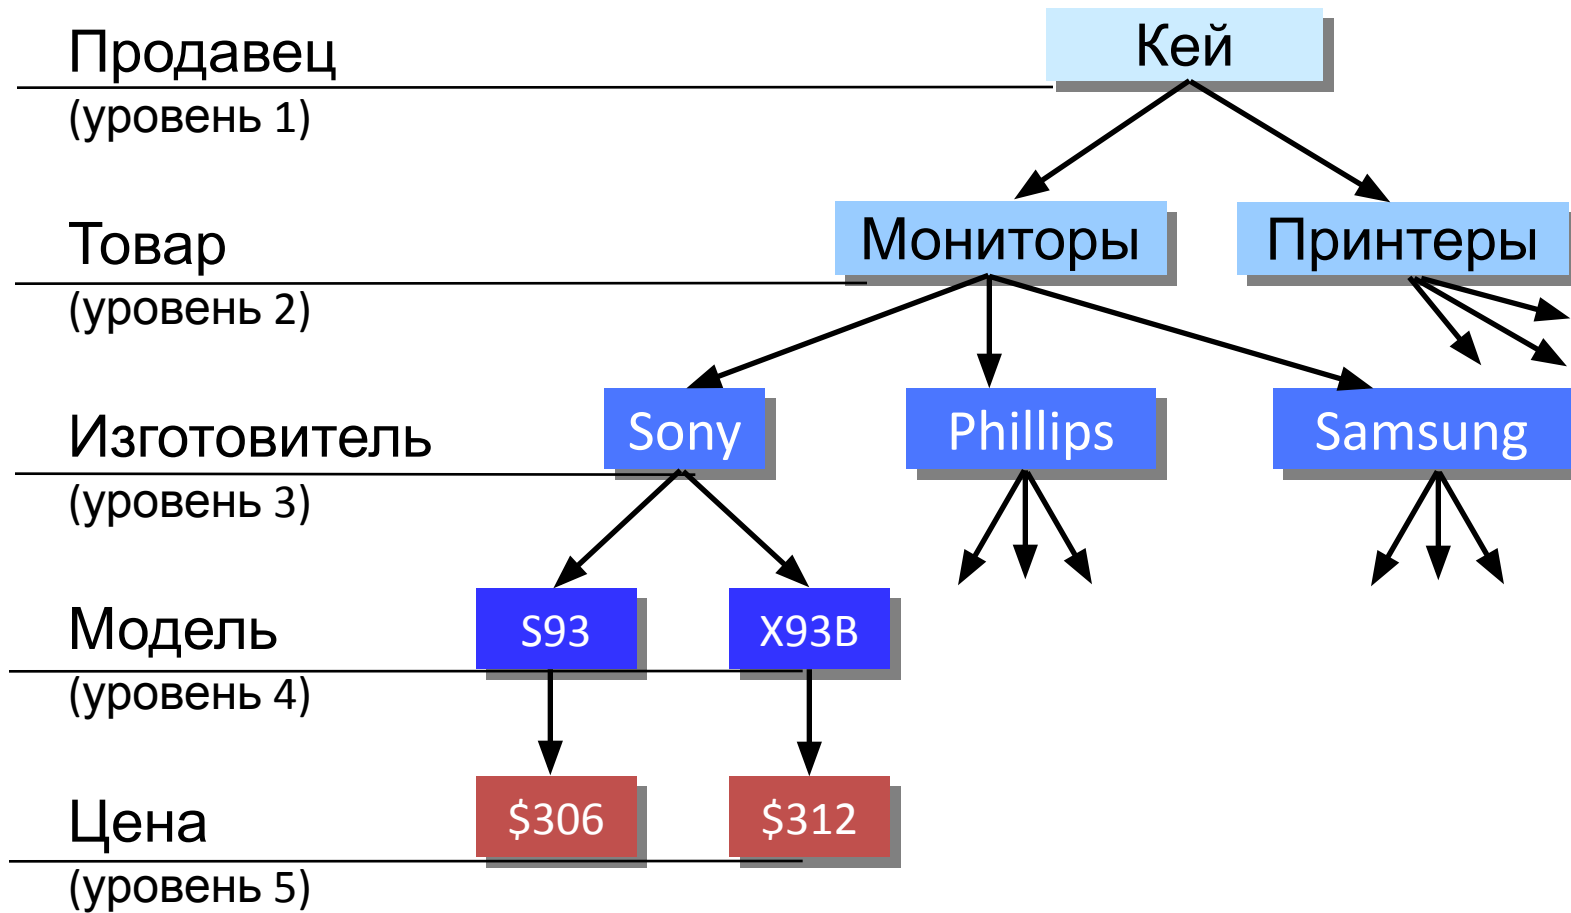 Продавец
(уровень 1)
Кей
Товар
(уровень 2)
Мониторы
Принтеры
Изготовитель
(уровень 3)
Sony
Phillips
Samsung
Модель
(уровень 4)
S93
X93B
Цена
(уровень 5)
$306
$312